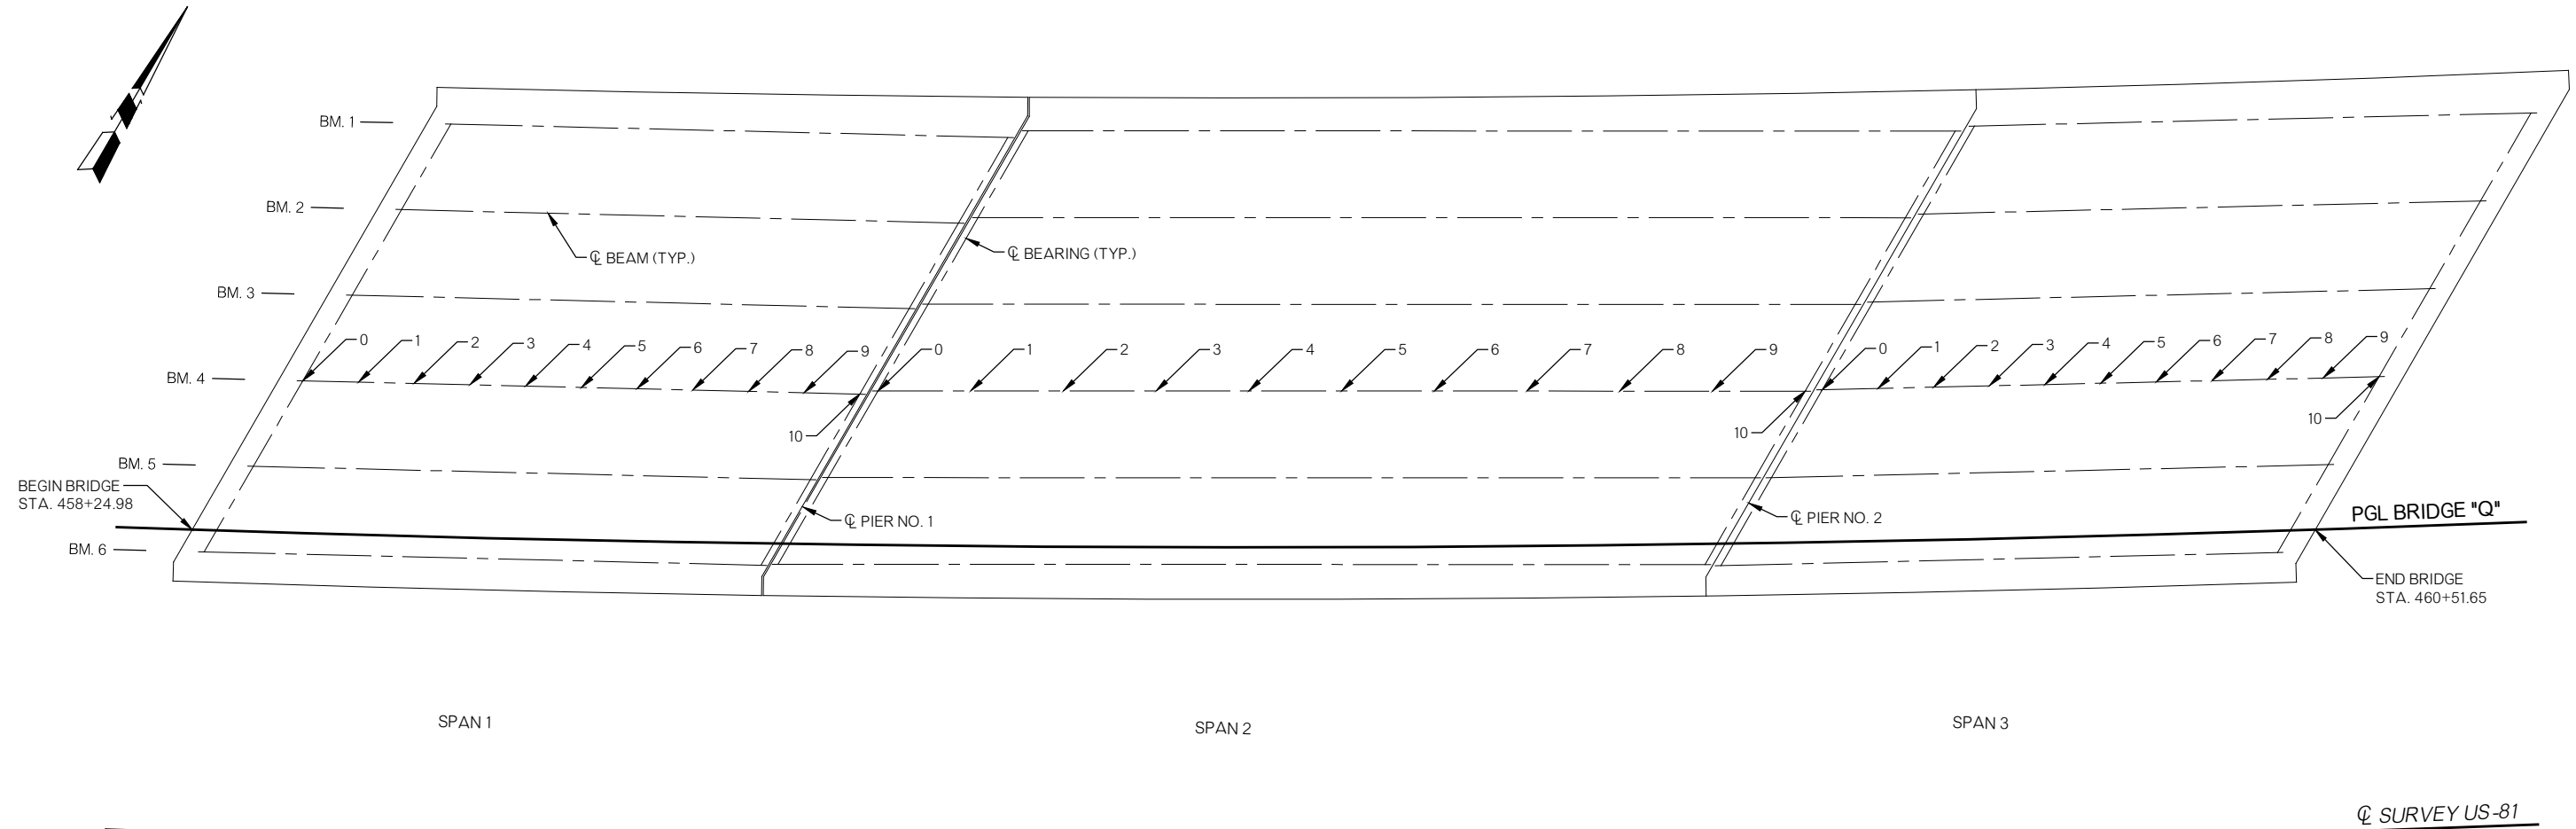 BM. 1
BM. 2
℄ BEAM (TYP.)
℄ BEARING (TYP.)
BM. 3
0 1 2 3 4 5 6 7 8 9 0 1 2 3 4 5 6 7 8 9 0 1 2 3 4 5 6 7 8 9
BM. 4
10 10 10
BM. 5
BEGIN BRIDGE
STA. 458+24.98
℄ PIER NO. 1
℄ PIER NO. 2
PGL BRIDGE "Q"
BM. 6
END BRIDGE
STA. 460+51.65
SPAN 1
SPAN 2
SPAN 3
℄ SURVEY US-81